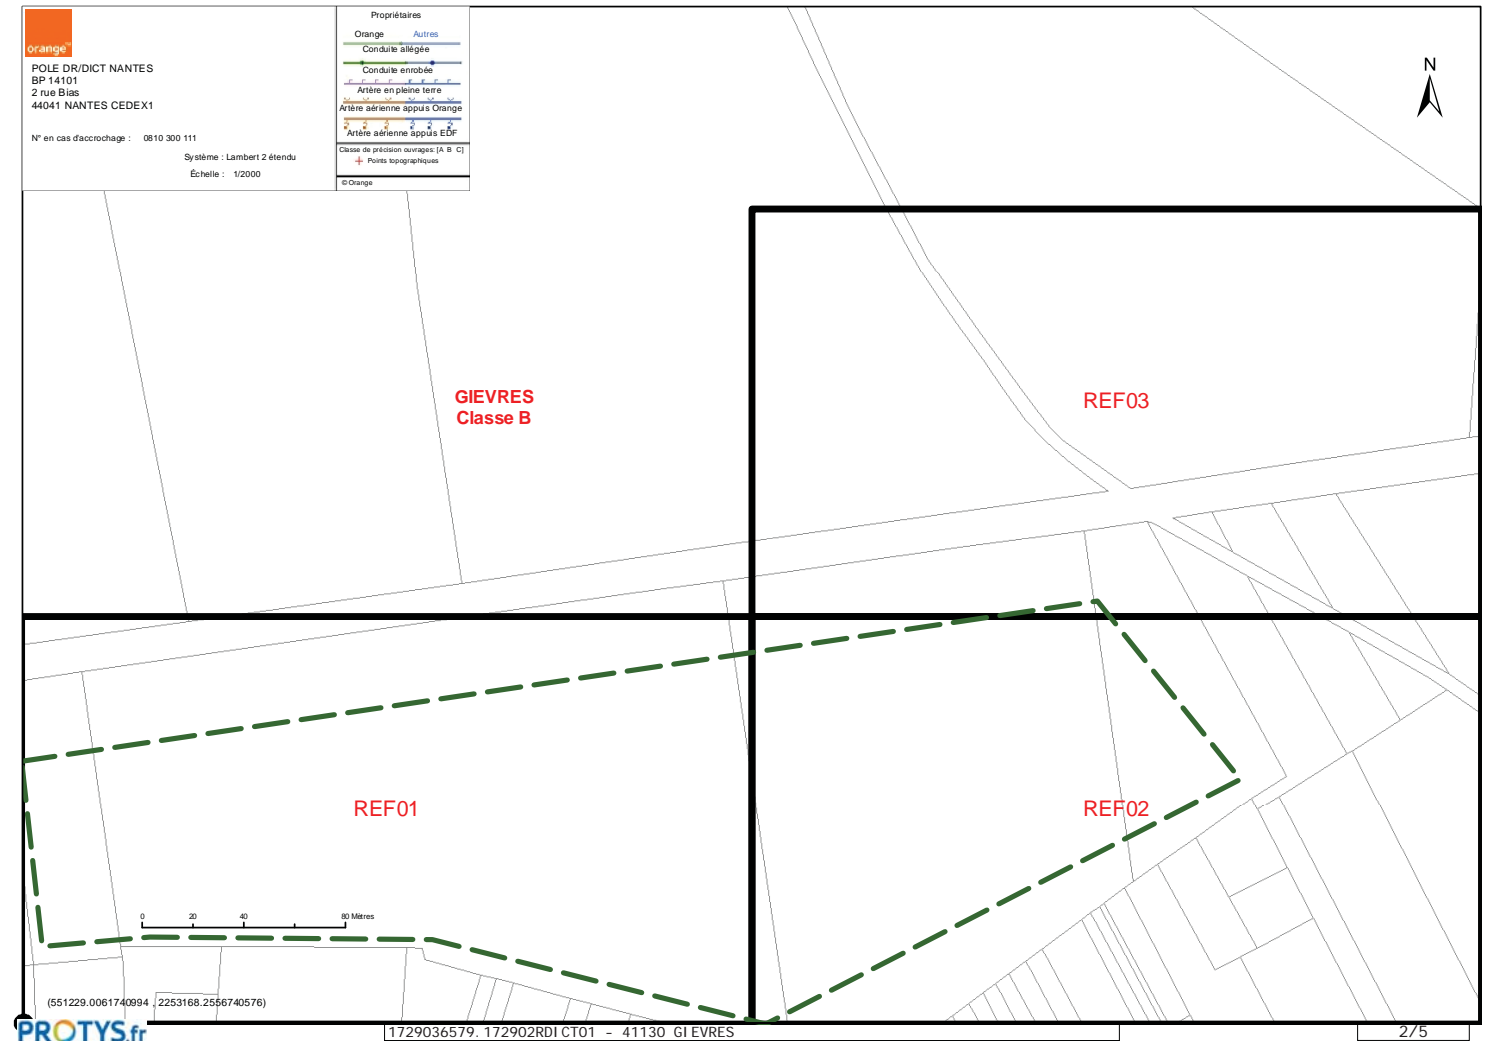 orange™
POLE DR/DICT NANTES
BP 14101
2 rue Bias
44041 NANTES CEDEX1
N° en cas d'accrochage : 0810 300 111
Système : Lambert 2 étendu
Échelle : 1/2000
Propriétaires
Orange Autres
Conduite allégée
Conduite enrobée
Artère en pleine terre
Artère aérienne appuis Orange
Artère aérienne appuis EDF
Classe de précision ouvrages: [A B C]
Points topographiques
© Orange
N
GIEVRES
Classe B
REF03
REF01
REF02
0 20 40 80 Mètres
(551229.0061740994 , 2253168.2556740576)
PROTYS.fr
1729036579. 172902RDICT01 - 41130 GIEVRES
2/5